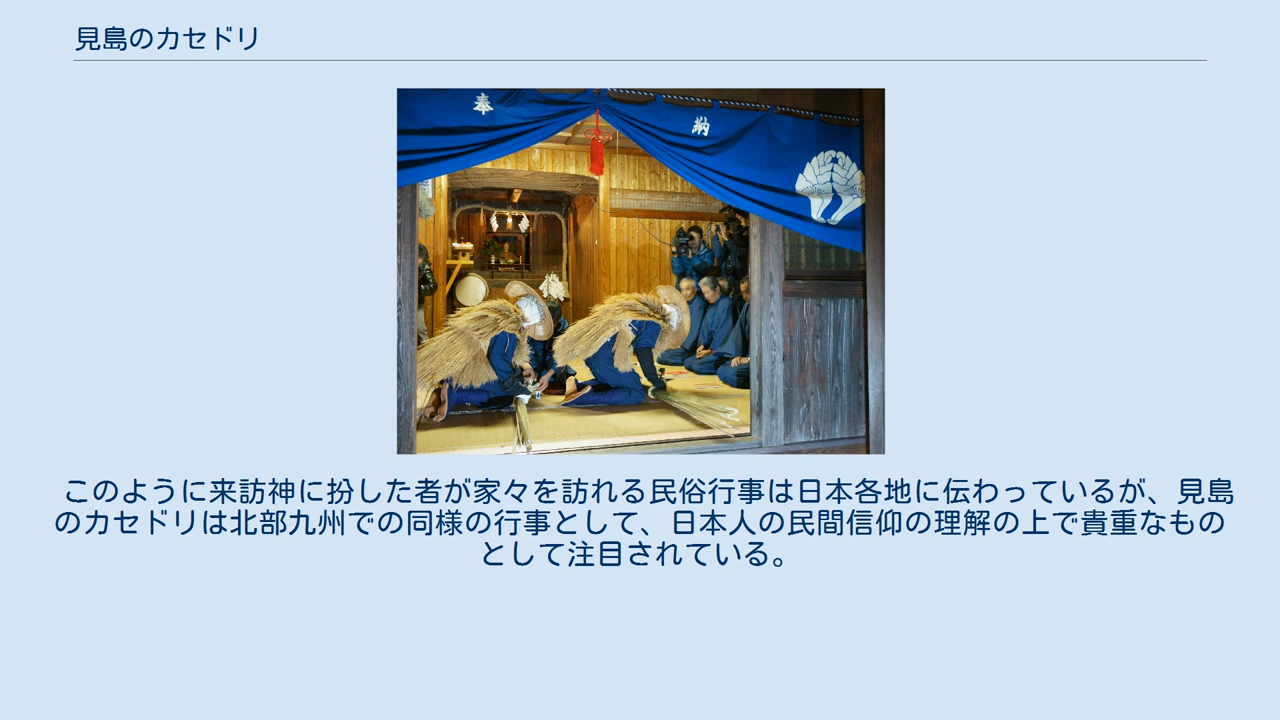 見島のカセドリ
奉
納
このように来訪神に扮した者が家々を訪れる民俗行事は日本各地に伝わっているが、見島
のカセドリは北部九州での同様の行事として、日本人の民間信仰の理解の上で貴重なもの
として注目されている。